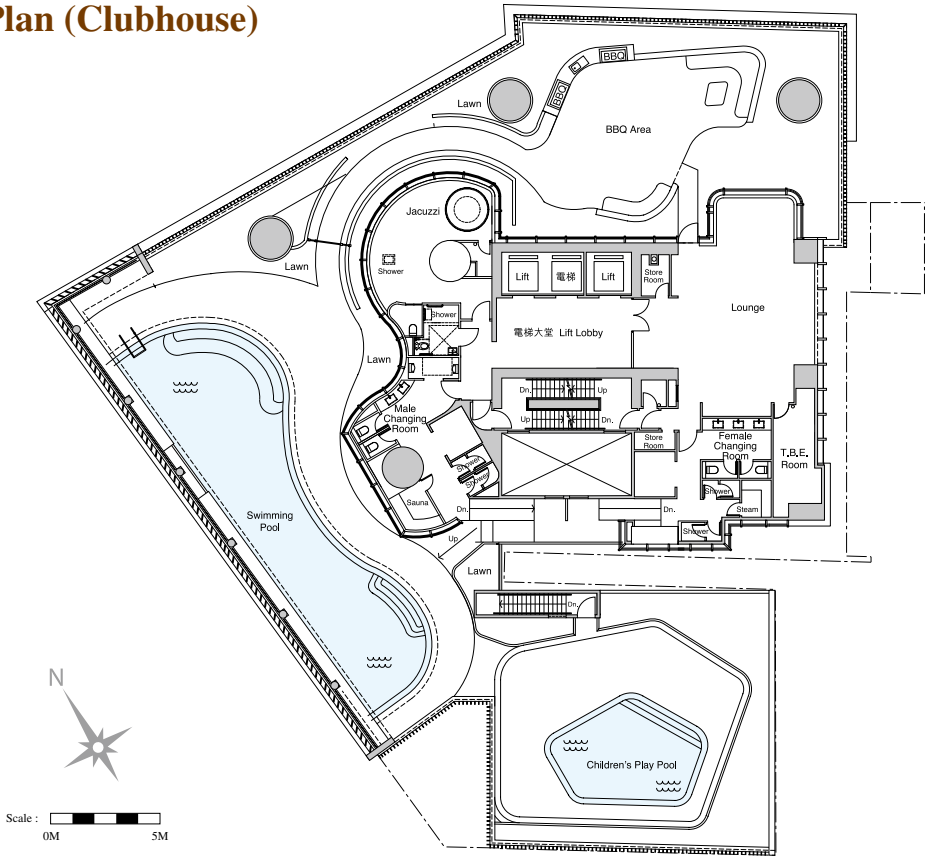 Plan (Clubhouse)
BBQ
BBQ
Lawn
BBQ Area
Jacuzzi
Lawn
Shower
Lift
電梯
Lift
Store
Room
Lounge
Shower
電梯大堂 Lift Lobby
Lawn
Dn.
Up
Up
Dn.
Male
Changing
Room
Store
Room
Female
Changing
Room
T.B.E.
Room
Shower
Shower
Sauna
Shower
Steam
Dn.
Dn.
Shower
Swimming
Pool
Up
Lawn
Dn.
Children's Play Pool
N
Scale :
0M
5M